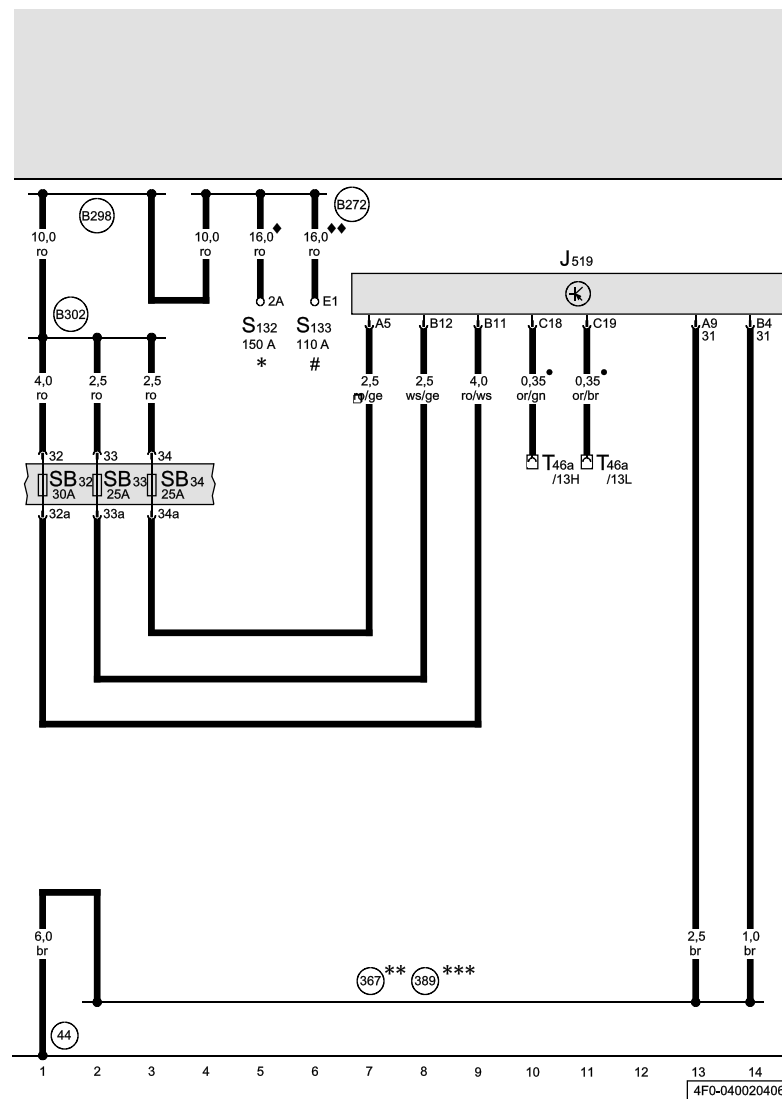 B298
B272
10,0
ro
10,0
ro
16,0♦
ro
16,0♦♦
ro
J519
B302
2A
E1
S132
150 A
*
S133
110 A
#
A5
B12
B11
C18
C19
A9
31
B4
31
4,0
ro
2,5
ro
2,5
ro
2,5
ro/ge
2,5
ws/ge
4,0
ro/ws
0,35•
or/gn
0,35•
or/br
32
33
34
T46a
/13H
T46a
/13L
SB32
30A
SB33
25A
SB34
25A
32a
33a
34a
6,0
br
2,5
br
1,0
br
367**
389***
44
1 2 3 4 5 6 7 8 9 10 11 12 13 14
4F0-040020406